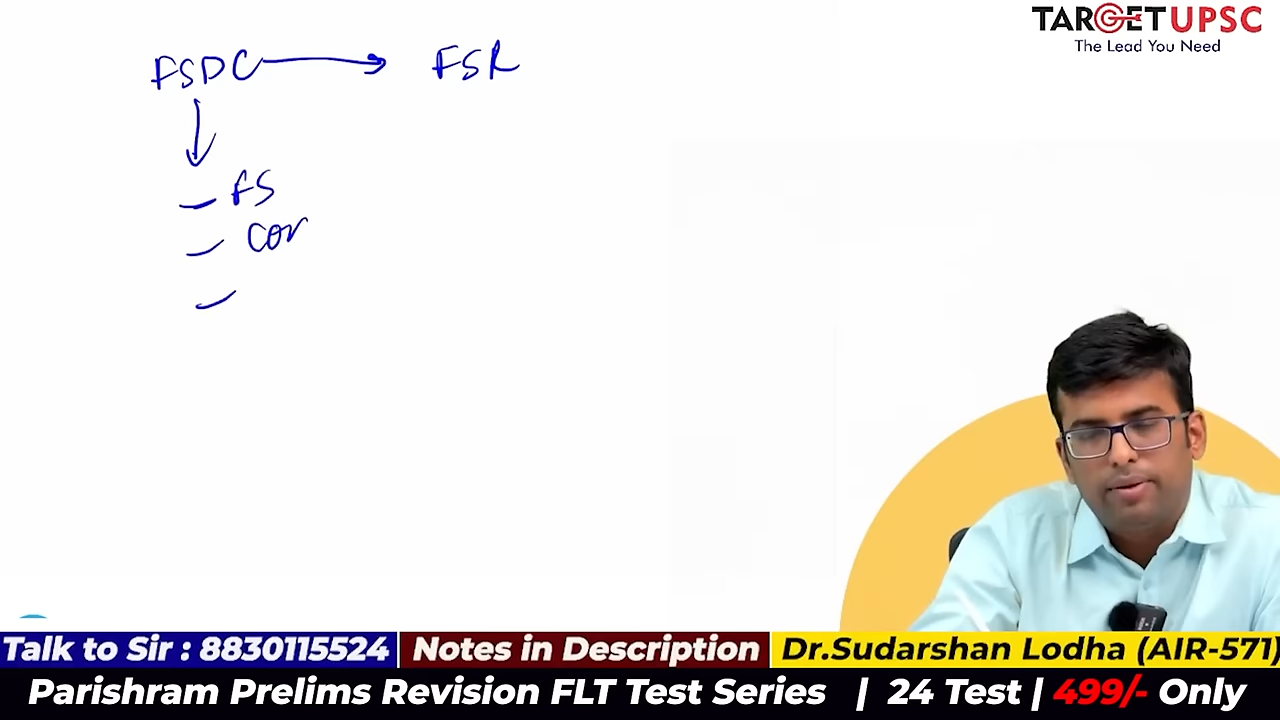 TARGET UPSC
The Lead You Need
FSDC → FSR
- FS
- cor
-
Talk to Sir : 8830115524 Notes in Description Dr.Sudarshan Lodha (AIR-571)
Parishram Prelims Revision FLT Test Series | 24 Test | 499/- Only